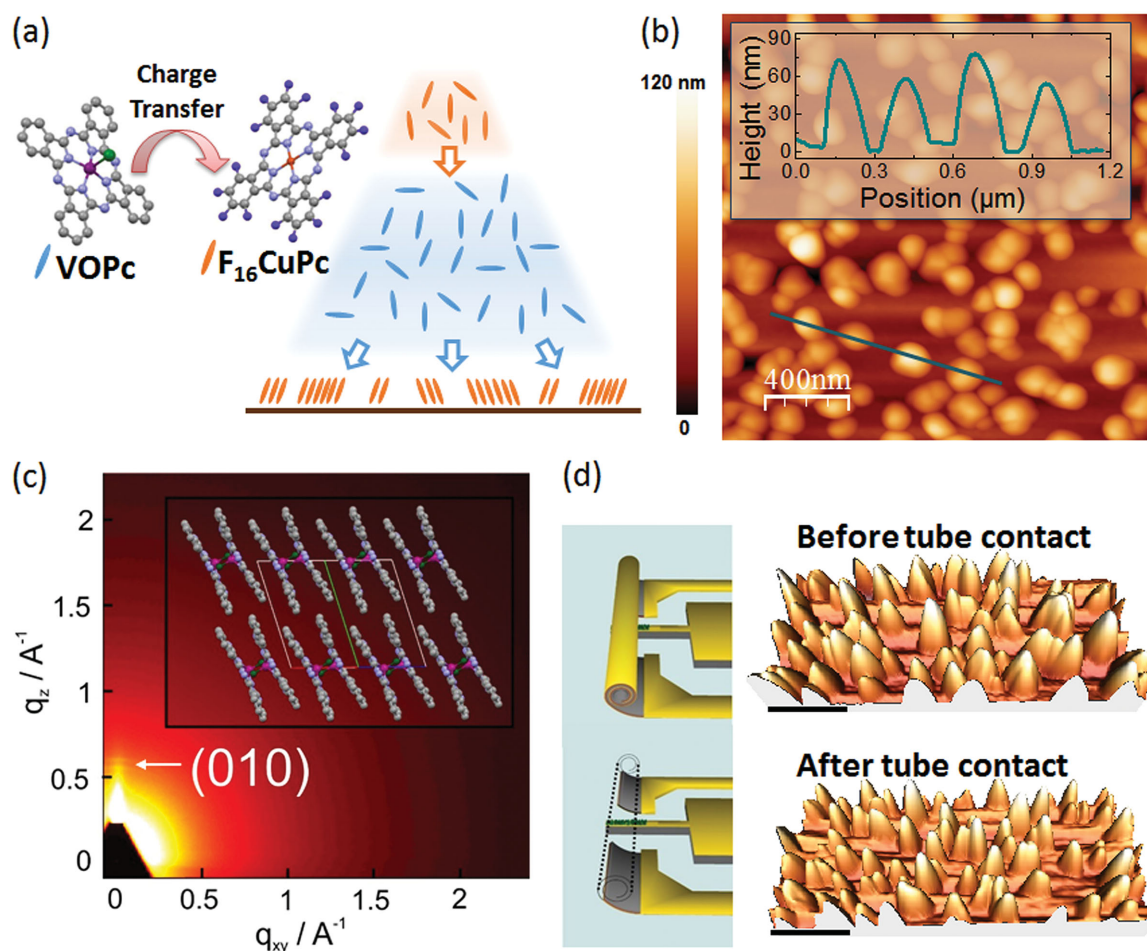 (a)
Charge
Transfer
VOPc
F₁₆CuPc
(b)
120 nm
0
Height
(nm)
90
60
30
0
0.0 0.3 0.6 0.9 1.2
Position (μm)
400nm
(c)
q_z / A⁻¹
2
1.5
1
0.5
0
(010)
0 0.5 1 1.5 2
q_xy / A⁻¹
(d)
Before tube contact
After tube contact